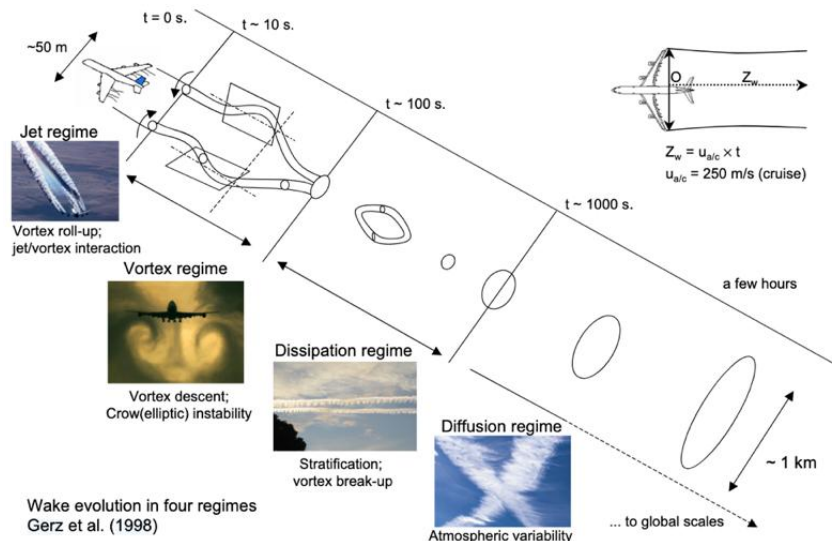 t = 0 s.
t ~ 10 s.
~50 m
t ~ 100 s.
O
Zw
Jet regime
Zw = ua/c × t
ua/c = 250 m/s (cruise)
t ~ 1000 s.
Vortex roll-up;
jet/vortex interaction
Vortex regime
a few hours
Dissipation regime
Vortex descent;
Crow(elliptic) instability
Diffusion regime
Stratification;
vortex break-up
~ 1 km
Wake evolution in four regimes
Gerz et al. (1998)
... to global scales
Atmospheric variability